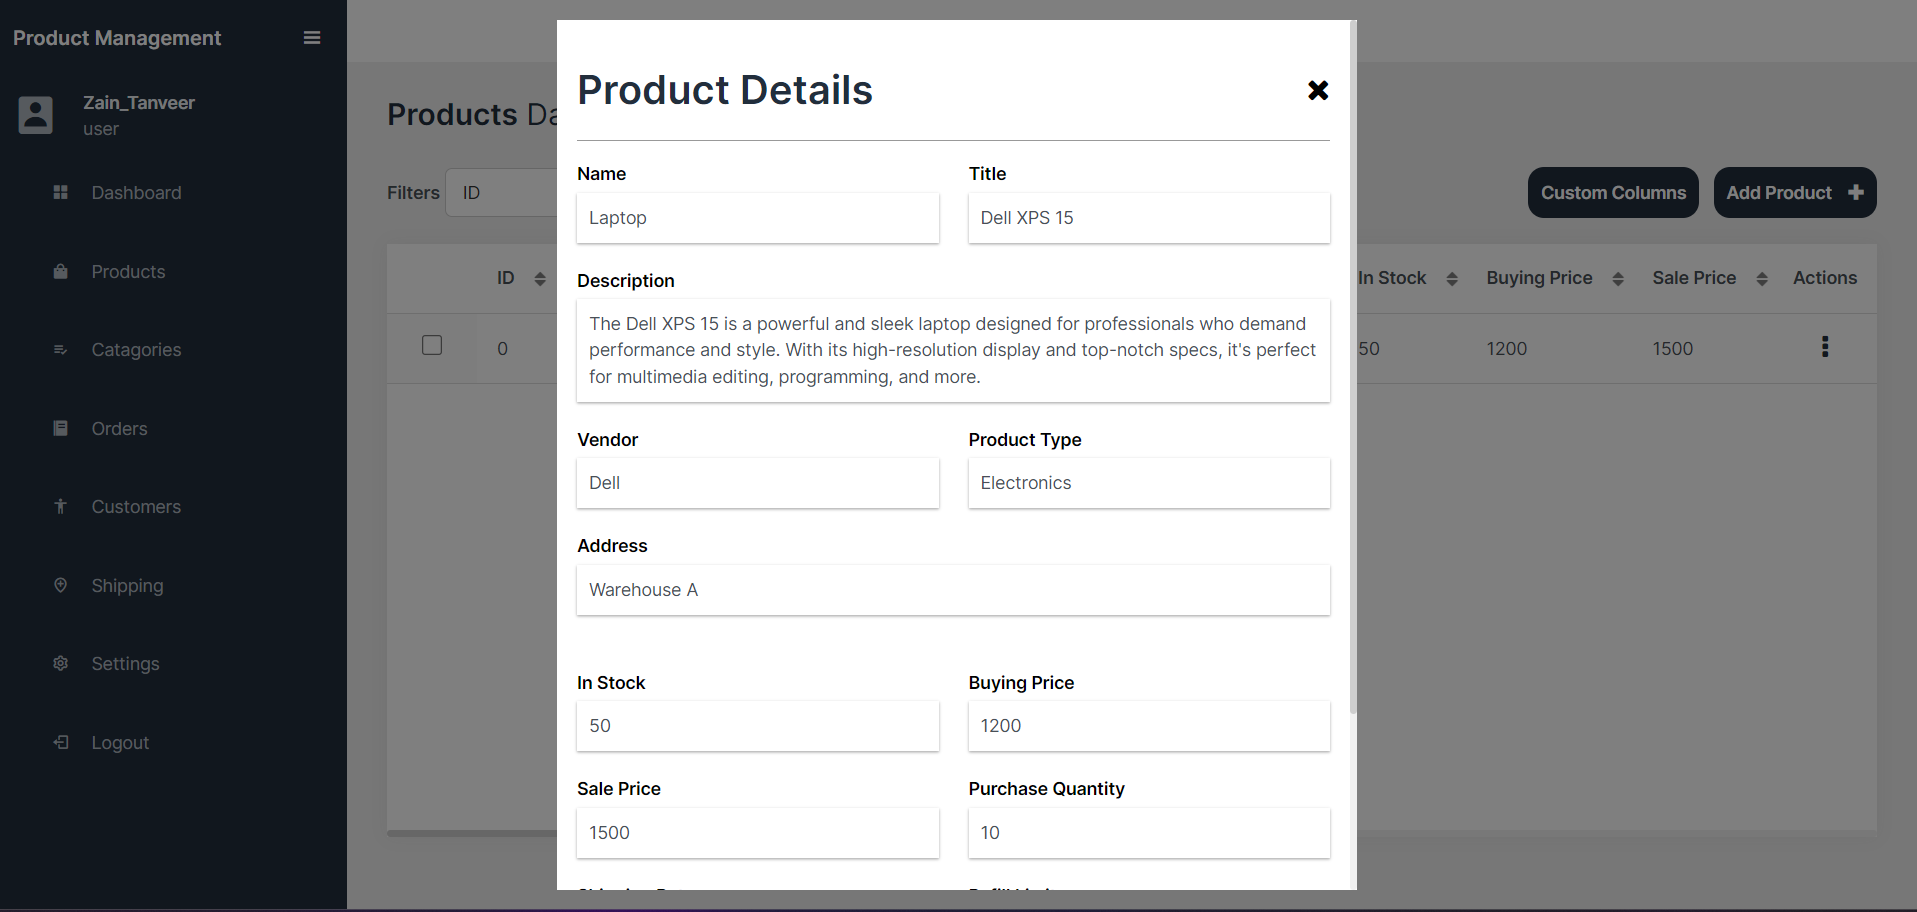 Product Management
Zain_Tanveer
user
Dashboard
Products
Catagories
Orders
Customers
Shipping
Settings
Logout
Products
Filters ID
Custom Columns
Add Product
ID
In Stock Buying Price Sale Price Actions
0
50 1200 1500
Product Details
Name Title
Laptop Dell XPS 15
Description
The Dell XPS 15 is a powerful and sleek laptop designed for professionals who demand
performance and style. With its high-resolution display and top-notch specs, it's perfect
for multimedia editing, programming, and more.
Vendor Product Type
Dell Electronics
Address
Warehouse A
In Stock Buying Price
50 1200
Sale Price Purchase Quantity
1500 10